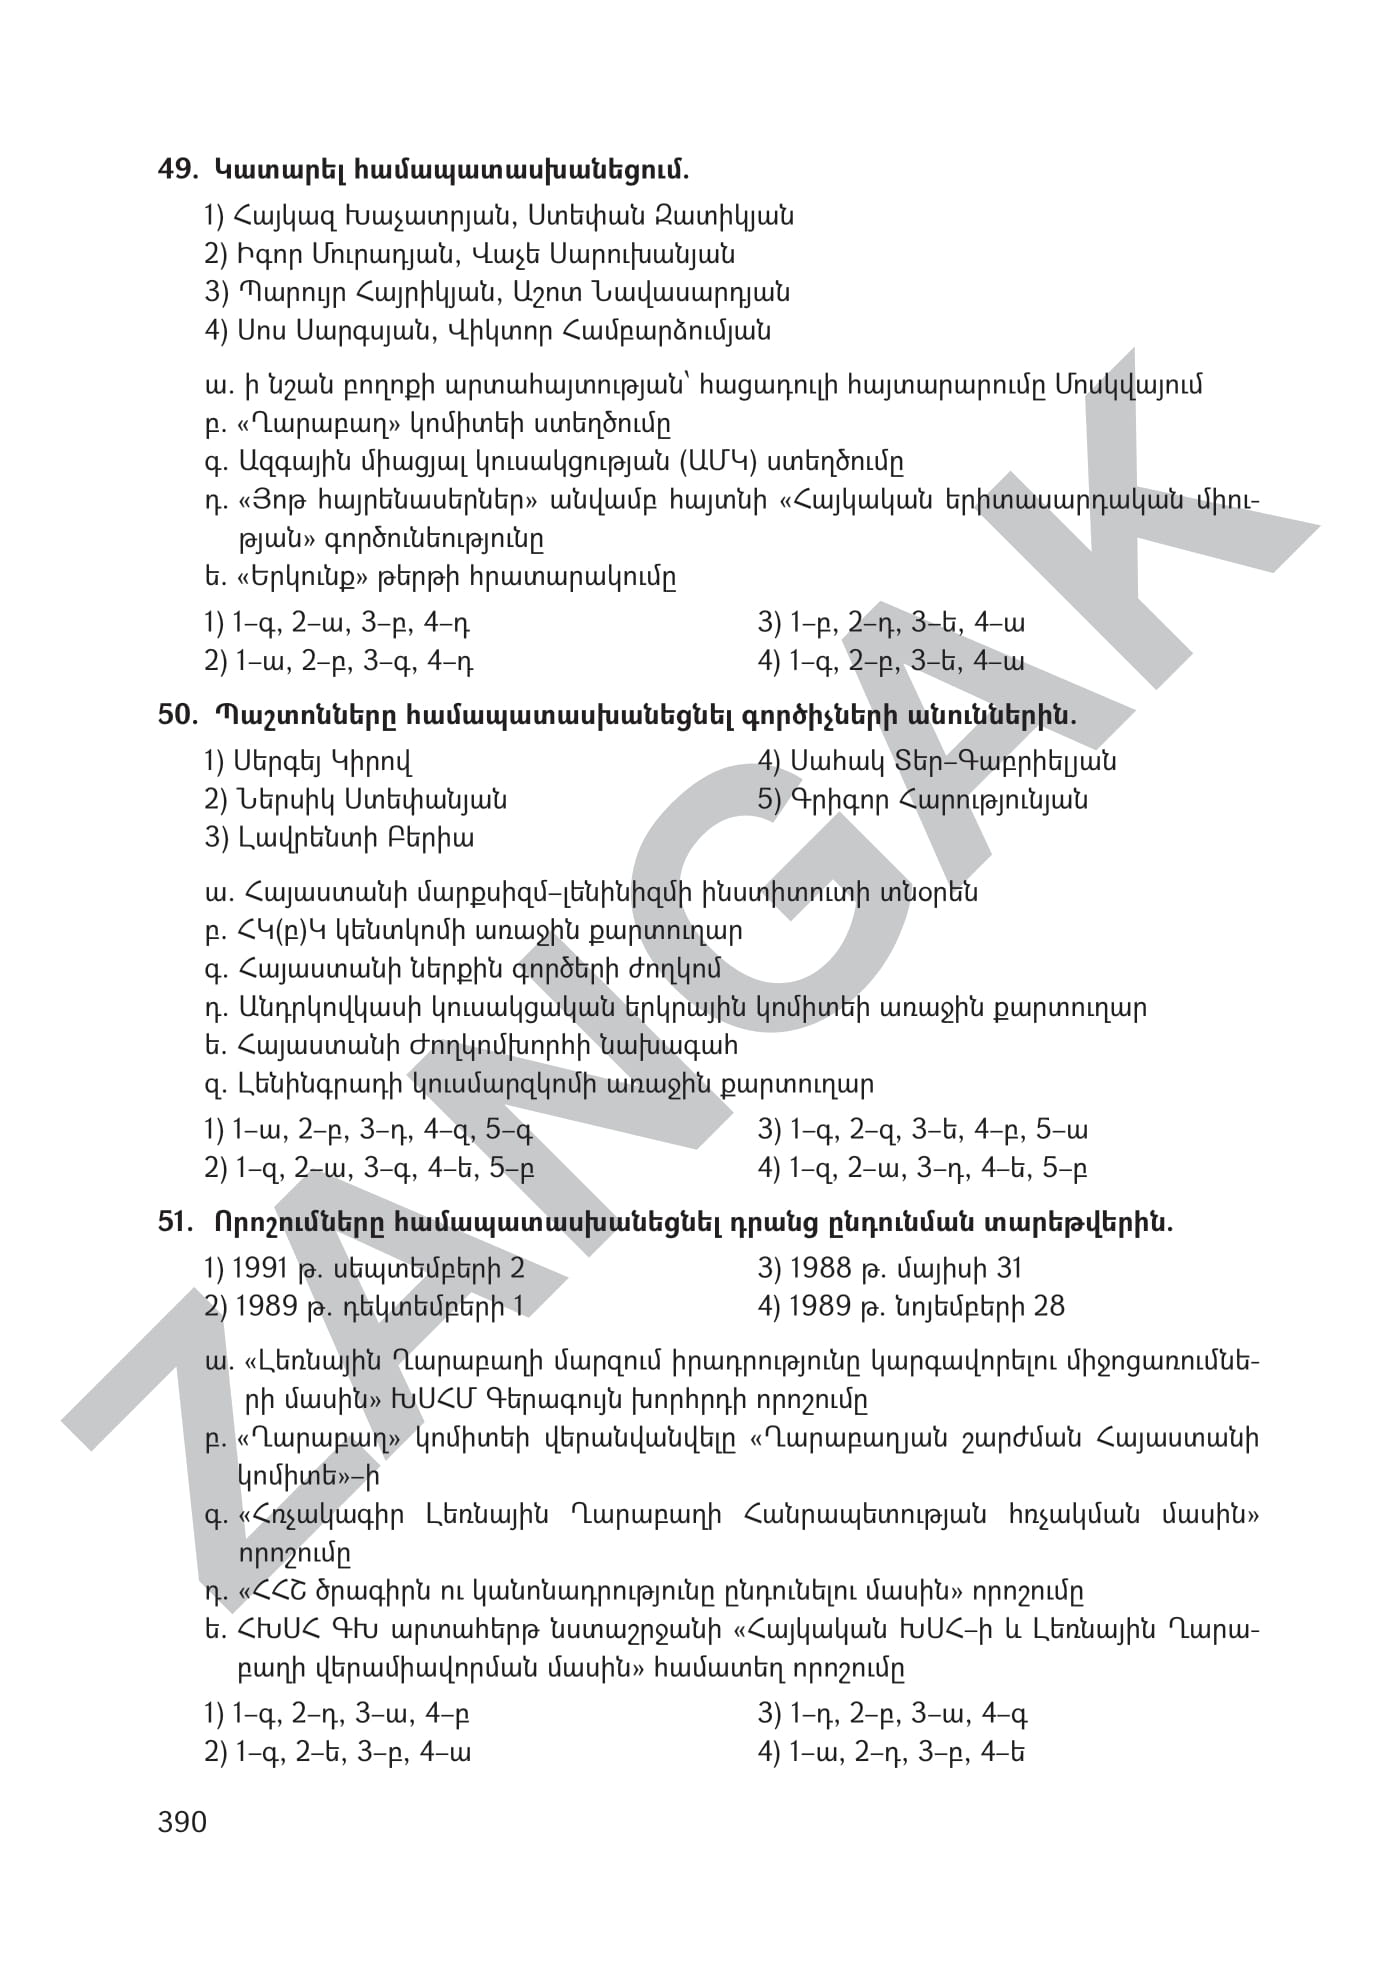 49. Կատարել համապատասխանեցում.
1) Հայկազ Խաչատրյան, Ստեփան Զատիկյան
2) Իգոր Մուրադյան, Վաչե Սարուխանյան
3) Պարույր Հայրիկյան, Աշոտ Նավասարդյան
4) Սոս Սարգսյան, Վիկտոր Համբարձումյան
ա. ի նշան բողոքի արտահայտության՝ հացադուլի հայտարարումը Մոսկվայում
բ. «Ղարաբաղ» կոմիտեի ստեղծումը
գ. Ազգային միացյալ կուսակցության (ԱՄԿ) ստեղծումը
դ. «Յոթ հայրենասերներ» անվամբ հայտնի «Հայկական երիտասարդական միու-
թյան» գործունեությունը
ե. «Երկունք» թերթի հրատարակումը
1) 1–գ, 2–ա, 3–բ, 4–դ 3) 1–բ, 2–դ, 3–ե, 4–ա
2) 1–ա, 2–բ, 3–գ, 4–դ 4) 1–գ, 2–բ, 3–ե, 4–ա
50. Պաշտոնները համապատասխանեցնել գործիչների անուններին.
1) Սերգեյ Կիրով 4) Սահակ Տեր–Գաբրիելյան
2) Ներսիկ Ստեփանյան 5) Գրիգոր Հարությունյան
3) Լավրենտի Բերիա
ա. Հայաստանի մարքսիզմ–լենինիզմի ինստիտուտի տնօրեն
բ. ՀԿ(բ)Կ կենտկոմի առաջին քարտուղար
գ. Հայաստանի ներքին գործերի ժողկոմ
դ. Անդրկովկասի կուսակցական երկրային կոմիտեի առաջին քարտուղար
ե. Հայաստանի Ժողկոմխորհի նախագահ
զ. Լենինգրադի կուսմարզկոմի առաջին քարտուղար
1) 1–ա, 2–բ, 3–դ, 4–զ, 5–գ 3) 1–գ, 2–զ, 3–ե, 4–բ, 5–ա
2) 1–զ, 2–ա, 3–գ, 4–ե, 5–բ 4) 1–զ, 2–ա, 3–դ, 4–ե, 5–բ
51. Որոշումները համապատասխանեցնել դրանց ընդունման տարեթվերին.
1) 1991 թ. սեպտեմբերի 2 3) 1988 թ. մայիսի 31
2) 1989 թ. դեկտեմբերի 1 4) 1989 թ. նոյեմբերի 28
ա. «Լեռնային Ղարաբաղի մարզում իրադրությունը կարգավորելու միջոցառումնե-
րի մասին» ԽՍՀՄ Գերագույն խորհրդի որոշումը
բ. «Ղարաբաղ» կոմիտեի վերանվանվելը «Ղարաբաղյան շարժման Հայաստանի
կոմիտե»–ի
գ. «Հռչակագիր Լեռնային Ղարաբաղի Հանրապետության հռչակման մասին»
որոշումը
դ. «ՀՀՇ ծրագիրն ու կանոնադրությունը ընդունելու մասին» որոշումը
ե. ՀԽՍՀ ԳԽ արտահերթ նստաշրջանի «Հայկական ԽՍՀ–ի և Լեռնային Ղարա-
բաղի վերամիավորման մասին» համատեղ որոշումը
1) 1–գ, 2–դ, 3–ա, 4–բ 3) 1–դ, 2–բ, 3–ա, 4–գ
2) 1–գ, 2–ե, 3–բ, 4–ա 4) 1–ա, 2–դ, 3–բ, 4–ե
390
ZANGAK